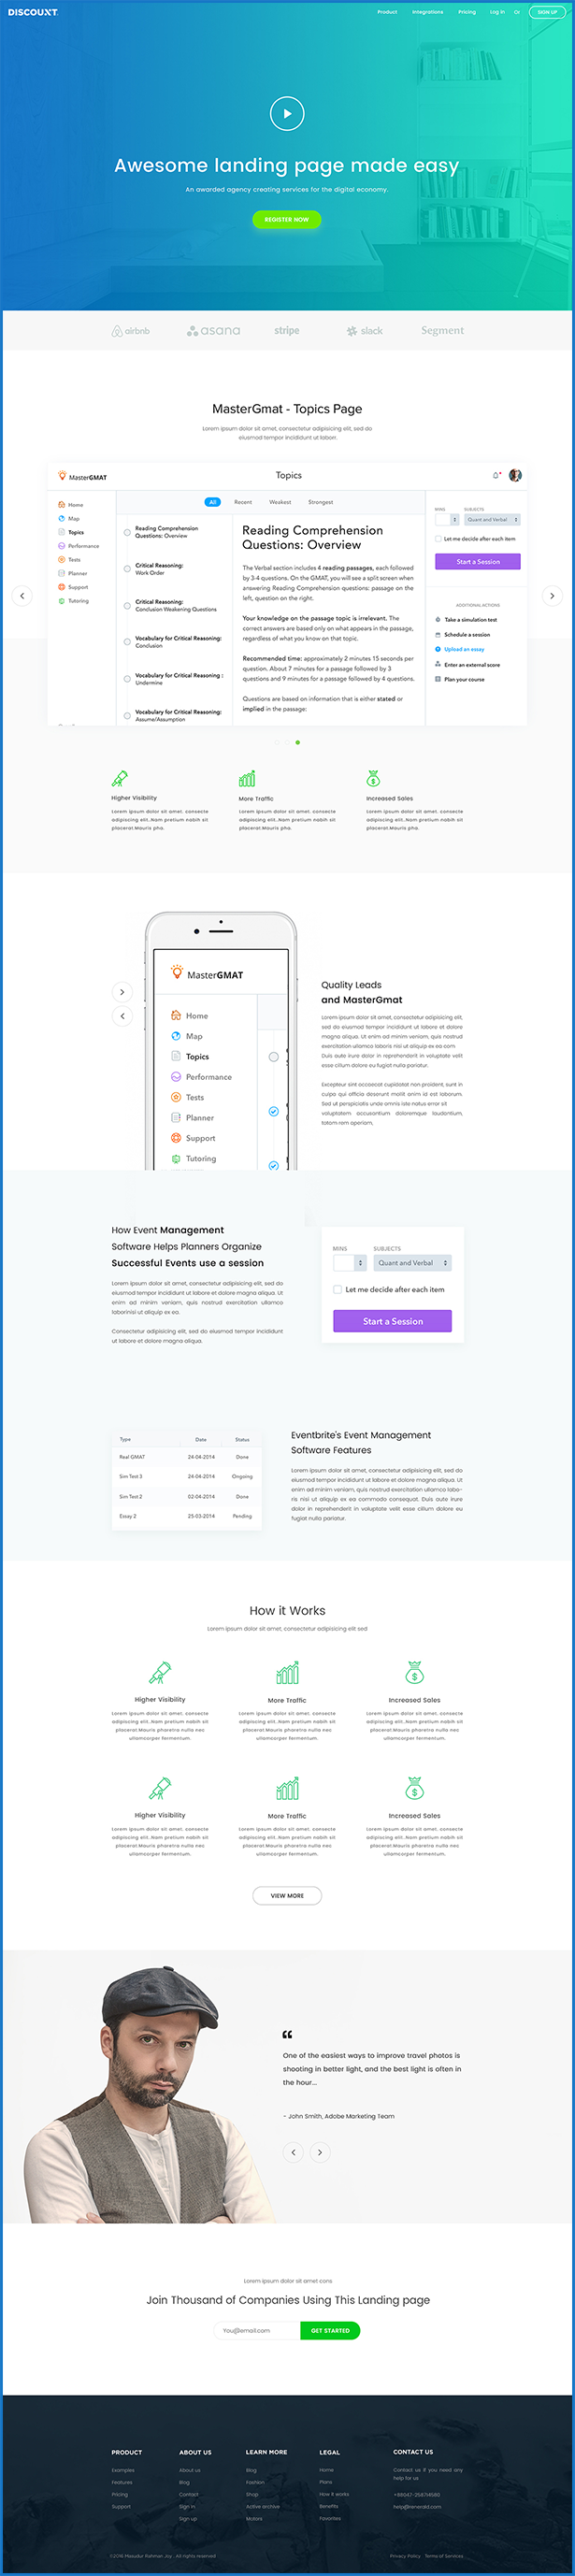 DISCOUXT.
Product Integrations Pricing Log In Or SIGN UP
Awesome landing page made easy
An awarded agency creating services for the digital economy.
REGISTER NOW
airbnb asana stripe slack Segment
MasterGmat - Topics Page
Lorem ipsum dolor sit amet, consectetur adipisicing elit, sed do
eiusmod tempor incididunt ut labor.
MasterGMAT
Topics
Home
Map
Topics
Performance
Tests
Planner
Support
Tutoring
All Recent Weakest Strongest
Reading Comprehension
Questions: Overview
Critical Reasoning:
Work Order
Critical Reasoning:
Conclusion Weakening Questions
Vocabulary for Critical Reasoning:
Conclusion
Vocabulary for Critical Reasoning :
Undermine
Vocabulary for Critical Reasoning:
Assume/Assumption
Reading Comprehension
Questions: Overview
The Verbal section includes 4 reading passages, each followed
by 3-4 questions. On the GMAT, you will see a split screen when
answering Reading Comprehension questions: passage on the
left, question on the right.
Your knowledge on the passage topic is irrelevant. The
correct answers are based only on what appears in the passage,
regardless of what you know on that topic.
Recommended time: approximately 2 minutes 15 seconds per
question. About 7 minutes for a passage followed by 3
questions and 9 minutes for a passage followed by 4 questions.
Questions are based on information that is either stated or
implied in the passage:
MINS SUBJECTS
Quant and Verbal
Let me decide after each item
Start a Session
ADDITIONAL ACTIONS
Take a simulation test
Schedule a session
Upload an essay
Enter an external score
Plan your course
Higher Visibility
Lorem ipsum dolor sit amet, consecte
adipiscing elit..Nam pretium nabih sit
placerat.Mauris pha.
More Traffic
Lorem ipsum dolor sit amet, consecte
adipiscing elit..Nam pretium nabih sit
placerat.Mauris pha.
Increased Sales
Lorem ipsum dolor sit amet, consecte
adipiscing elit..Nam pretium nabih sit
placerat.Mauris pha.
MasterGMAT
Home
Map
Topics
Performance
Tests
Planner
Support
Tutoring
Quality Leads
and MasterGmat
Lorem ipsum dolor sit amet, consectetur adipisicing elit,
sed do eiusmod tempor incididunt ut labore et dolore
magna aliqua. Ut enim ad minim veniam, quis nostrud
exercitation ullamco laboris nisi ut aliquip ex ea com
Duis aute irure dolor in reprehenderit in voluptate velit
esse cillum dolore eu fugiat nulla pariatur.
Excepteur sint occaecat cupidatat non proident, sunt in
culpa qui officia deserunt mollit anim id est laborum.
Sed ut perspiciatis unde omnis iste natus error sit
voluptatem accusantium doloremque laudantium,
totam rem aperiam,
How Event Management
Software Helps Planners Organize
Successful Events use a session
Lorem ipsum dolor sit amet, consectetur adipisicing elit, sed
do eiusmod tempor incididunt ut labore et dolore magna aliqua. Ut
enim ad minim veniam, quis nostrud exercitation ullamco
laborinisi ut aliquip ex ea.
Consectetur adipisicing elit, sed do eiusmod tempor incididunt
ut labore et dolore magna aliqua.
MINS SUBJECTS
Quant and Verbal
Let me decide after each item
Start a Session
Type Date Status
Real GMAT 24-04-2014 Done
Sim Test 3 24-04-2014 Ongoing
Sim Test 2 02-04-2014 Done
Essay 2 25-03-2014 Pending
Eventbrite's Event Management
Software Features
Lorem ipsum dolor sit amet, consectetur adipisicing elit, sed do
eiusmod tempor incididunt ut labore et dolore magna aliqua. Ut
enim ad minim veniam, quis nostrud exercitation ullamco labo-
ris nisi ut aliquip ex ea commodo consequat. Duis aute irure
dolor in reprehenderit in voluptate velit esse cillum dolore eu
fugiat nulla pariatur.
How it Works
Lorem ipsum dolor sit amet, consectetur adipisicing elit sed
Higher Visibility
Lorem ipsum dolor sit amet, consecte
adipiscing elit..Nam pretium nabih sit
placerat.Mauris pharetra nulla nec
ullamcorper fermentum.
More Traffic
Lorem ipsum dolor sit amet, consecte
adipiscing elit..Nam pretium nabih sit
placerat.Mauris pharetra nulla nec
ullamcorper fermentum.
Increased Sales
Lorem ipsum dolor sit amet, consecte
adipiscing elit..Nam pretium nabih sit
placerat.Mauris pharetra nulla nec
ullamcorper fermentum.
Higher Visibility
Lorem ipsum dolor sit amet, consecte
adipiscing elit..Nam pretium nabih sit
placerat.Mauris pharetra nulla nec
ullamcorper fermentum.
More Traffic
Lorem ipsum dolor sit amet, consecte
adipiscing elit..Nam pretium nabih sit
placerat.Mauris pharetra nulla nec
ullamcorper fermentum.
Increased Sales
Lorem ipsum dolor sit amet, consecte
adipiscing elit..Nam pretium nabih sit
placerat.Mauris pharetra nulla nec
ullamcorper fermentum.
VIEW MORE
“
One of the easiest ways to improve travel photos is
shooting in better light, and the best light is often in
the hour...
- John Smith, Adobe Marketing Team
Lorem ipsum dolor sit amet cons
Join Thousand of Companies Using This Landing page
You@email.com GET STARTED
PRODUCT
Examples
Features
Pricing
Support
ABOUT US
About us
Blog
Contact
Sign in
Sign up
LEARN MORE
Blog
Fashion
Shop
Active archive
Motors
LEGAL
Home
Plans
How it works
Benefits
Favorites
CONTACT US
Contact us if you need any
help for us
+88047-358714580
help@renerald.com
©2016 Masudur Rahman Joy . All rights reserved
Privacy Policy Terms of Services